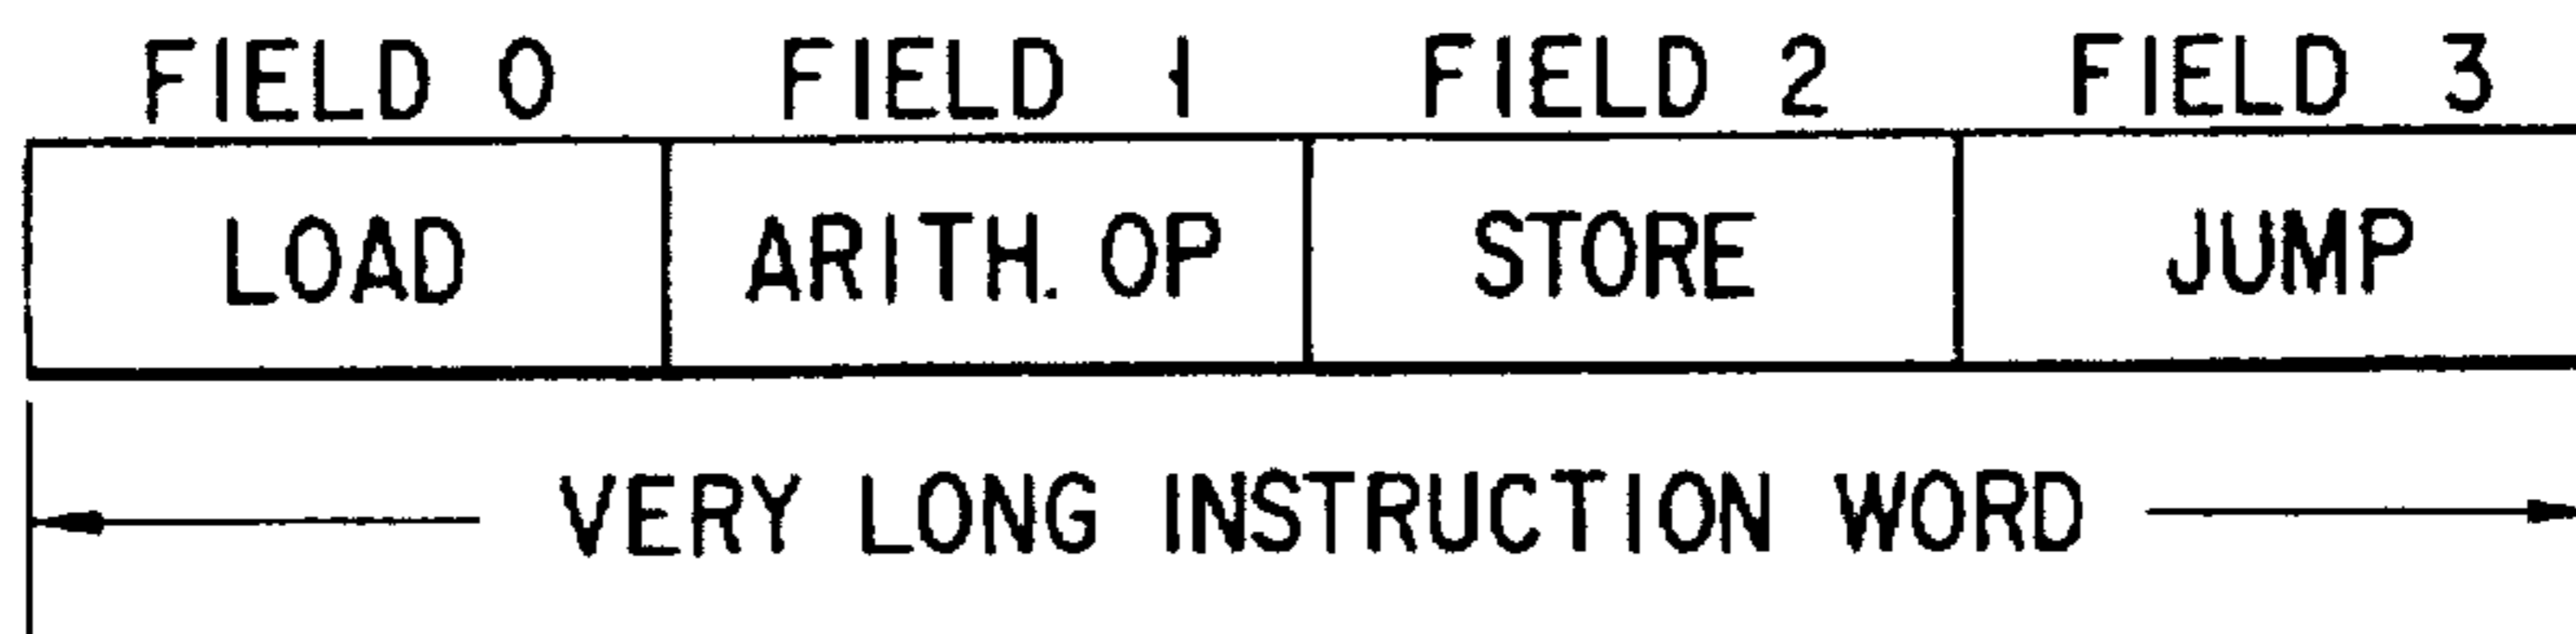 FIELD 0 FIELD 1 FIELD 2 FIELD 3
LOAD ARITH. OP STORE JUMP
VERY LONG INSTRUCTION WORD